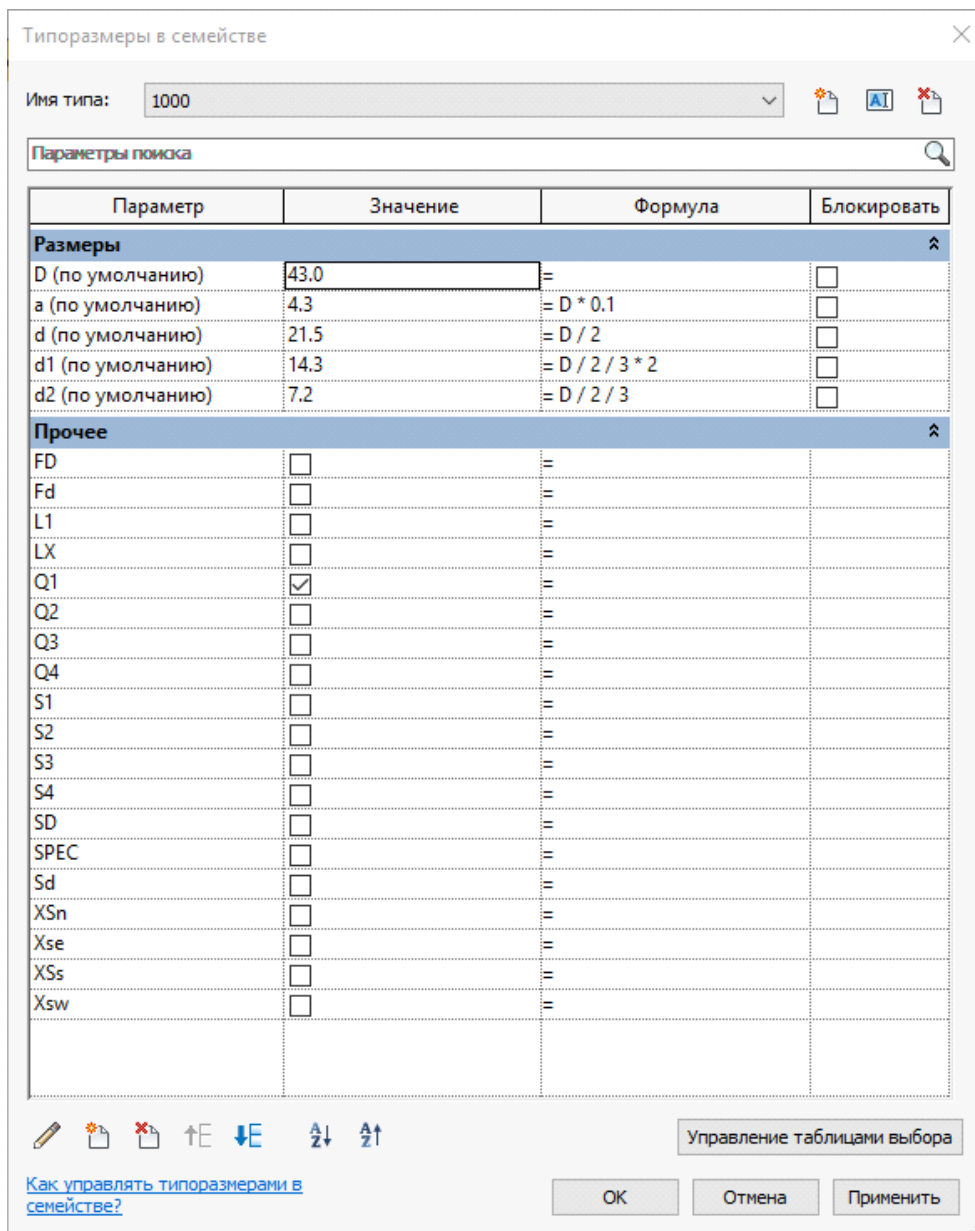 Типоразмеры в семействе
Имя типа: 1000
Параметры поиска
Параметр Значение Формула Блокировать
Размеры
D (по умолчанию) 43.0 =
a (по умолчанию) 4.3 = D * 0.1
d (по умолчанию) 21.5 = D / 2
d1 (по умолчанию) 14.3 = D / 2 / 3 * 2
d2 (по умолчанию) 7.2 = D / 2 / 3
Прочее
FD =
Fd =
L1 =
LX =
Q1 =
Q2 =
Q3 =
Q4 =
S1 =
S2 =
S3 =
S4 =
SD =
SPEC =
Sd =
XSn =
Xse =
XSs =
Xsw =
Управление таблицами выбора
Как управлять типоразмерами в
семействе?
OK Отмена Применить